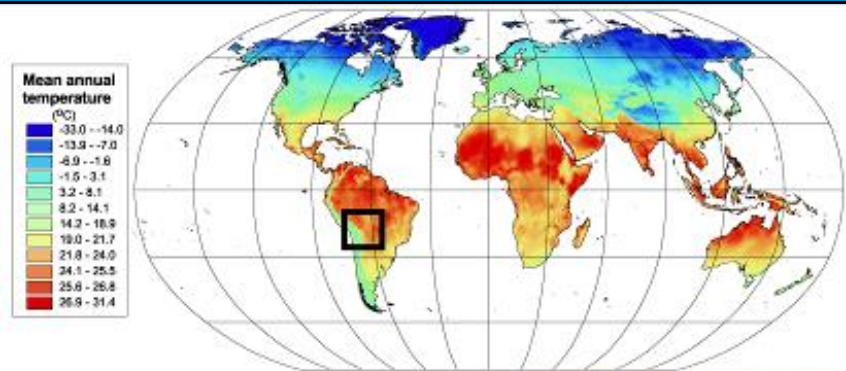 Mean annual
temperature
(ºC)
-33.0 - -14.0
-13.9 - -7.0
-6.9 - -1.6
-1.5 - 3.1
3.2 - 8.1
8.2 - 14.1
14.2 - 18.9
19.0 - 21.7
21.8 - 24.0
24.1 - 25.5
25.6 - 26.8
26.9 - 31.4